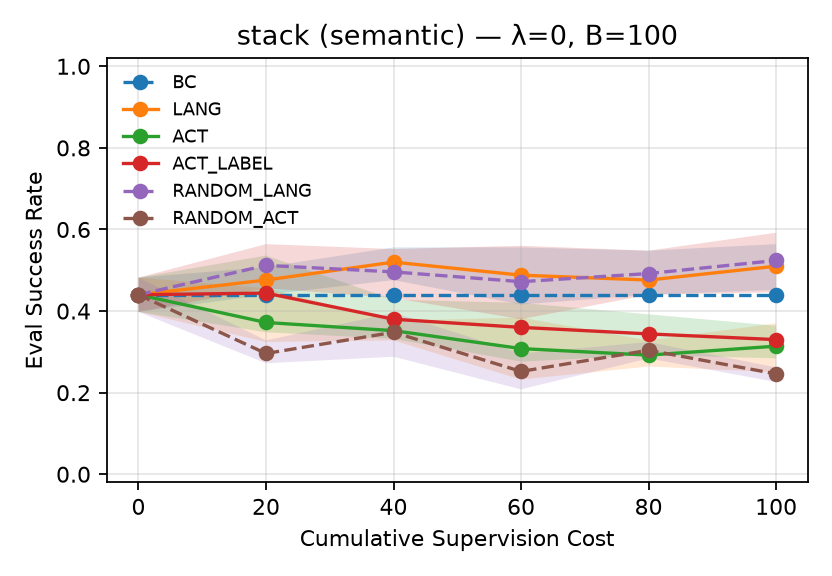 stack (semantic) — λ=0, B=100
1.0
0.8
0.6
0.4
0.2
0.0
Eval Success Rate
BC
LANG
ACT
ACT_LABEL
RANDOM_LANG
RANDOM_ACT
0 20 40 60 80 100
Cumulative Supervision Cost